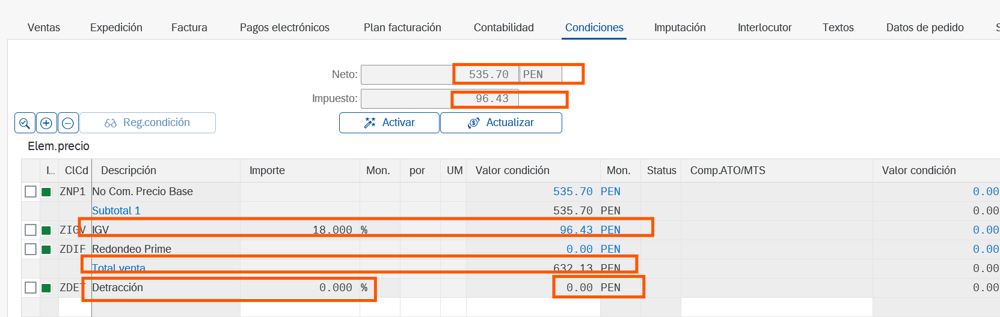 Ventas Expedición Factura Pagos electrónicos Plan facturación Contabilidad Condiciones Imputación Interlocutor Textos Datos de pedido S
Neto: 535.70 PEN
Impuesto: 96.43
Reg.condición Activar Actualizar
Elem.precio
I... ClCd Descripción Importe Mon. por UM Valor condición Mon. Status Comp.ATO/MTS Valor condición
ZNP1 No Com. Precio Base 535.70 PEN 0.00
Subtotal 1 535.70 PEN 0.00
ZIGV IGV 18.000 % 96.43 PEN 0.00
ZDIF Redondeo Prime 0.00 PEN 0.00
Total venta 632.13 PEN 0.00
ZDET Detracción 0.000 % 0.00 PEN 0.00